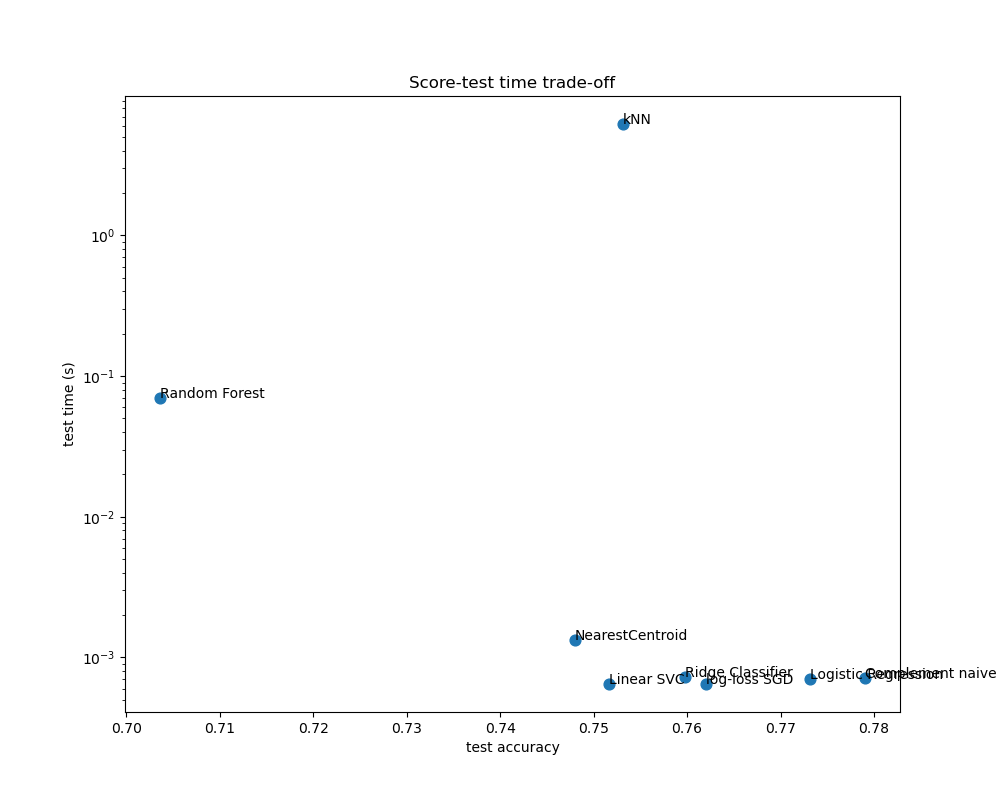 Score-test time trade-off
kNN
10⁰
10⁻¹
Random Forest
test time (s)
10⁻²
NearestCentroid
10⁻³
Ridge Classifier
Logistic Regression
Complement naive
Linear SVC
log-loss SGD
0.70 0.71 0.72 0.73 0.74 0.75 0.76 0.77 0.78
test accuracy